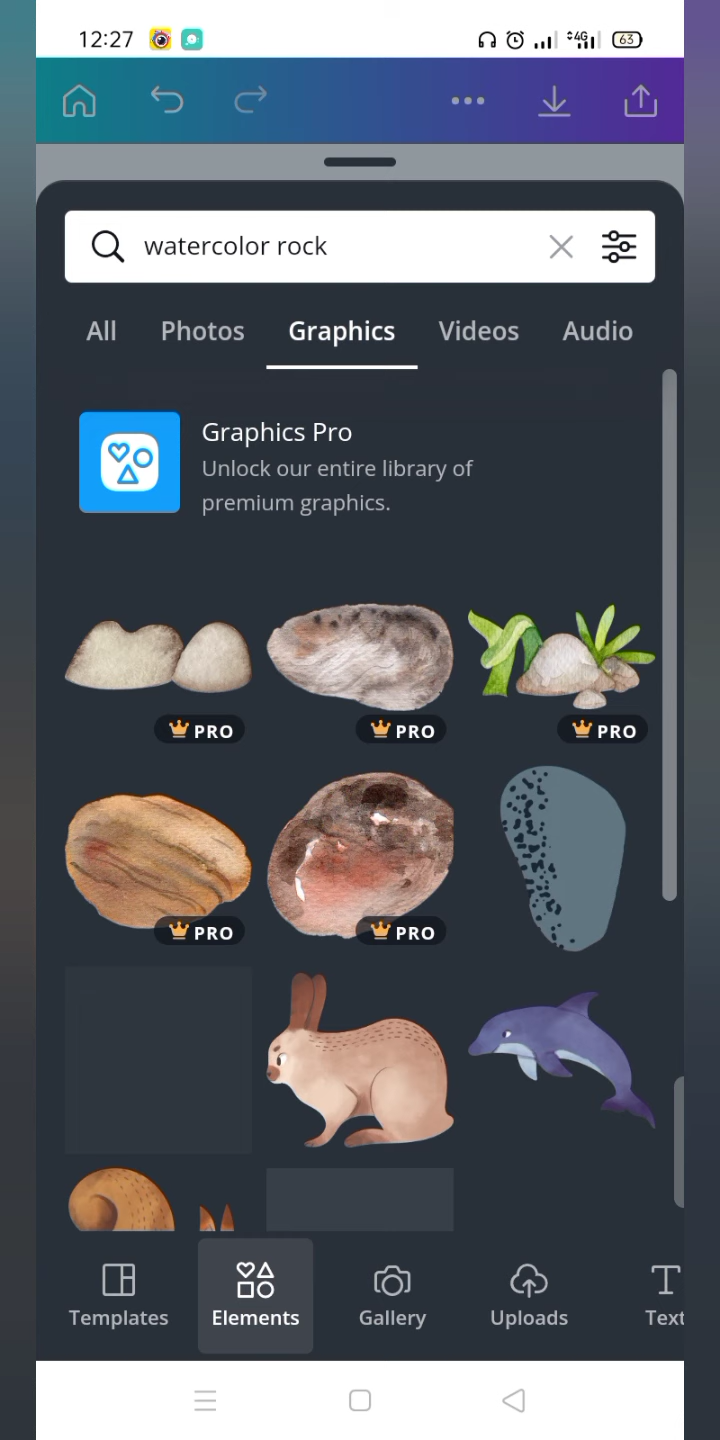 12:27
4G
63
watercolor rock
All Photos Graphics Videos Audio
Graphics Pro
Unlock our entire library of
premium graphics.
PRO PRO PRO
PRO PRO
Templates Elements Gallery Uploads Text